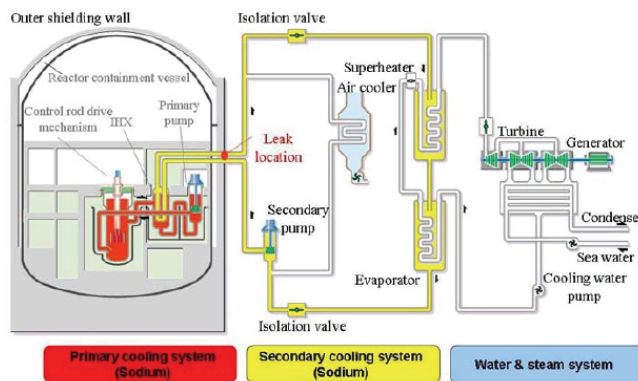 Outer shielding wall
Reactor containment vessel
Control rod drive
mechanism
IHX
Primary
pump
Leak
location
Isolation valve
Superheater
Air cooler
Secondary
pump
Evaporator
Isolation valve
Turbine
Generator
Condense
Sea water
Cooling water
pump
Primary cooling system
(Sodium)
Secondary cooling system
(Sodium)
Water & steam system